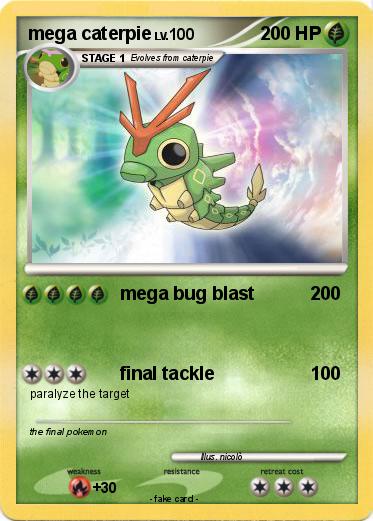 mega caterpie LV.100 200 HP
STAGE 1 Evolves from caterpie
mega bug blast 200
final tackle 100
paralyze the target
the final pokemon
Illus. nicolò
weakness resistance retreat cost
+30
- fake card -